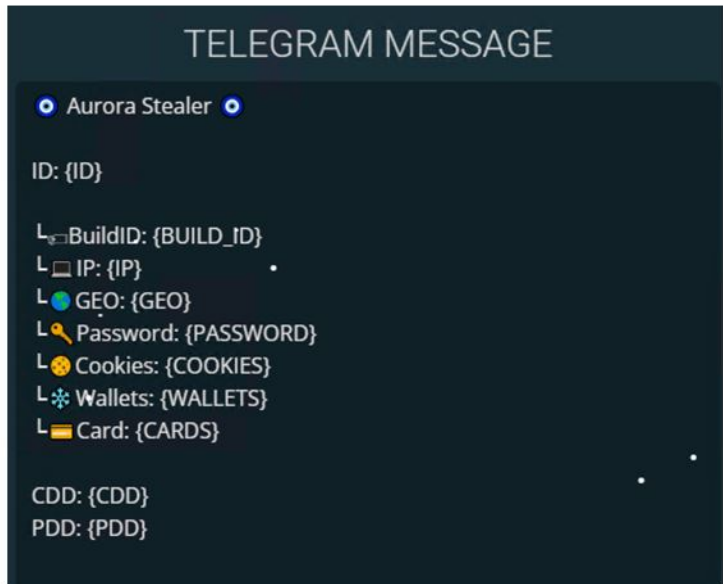 TELEGRAM MESSAGE
🧿 Aurora Stealer 🧿
ID: {ID}
└🏷BuildID: {BUILD_ID}
└💻 IP: {IP}
└🌍 GEO: {GEO}
└🔑 Password: {PASSWORD}
└🍪 Cookies: {COOKIES}
└❄️ Wallets: {WALLETS}
└💳 Card: {CARDS}
CDD: {CDD}
PDD: {PDD}